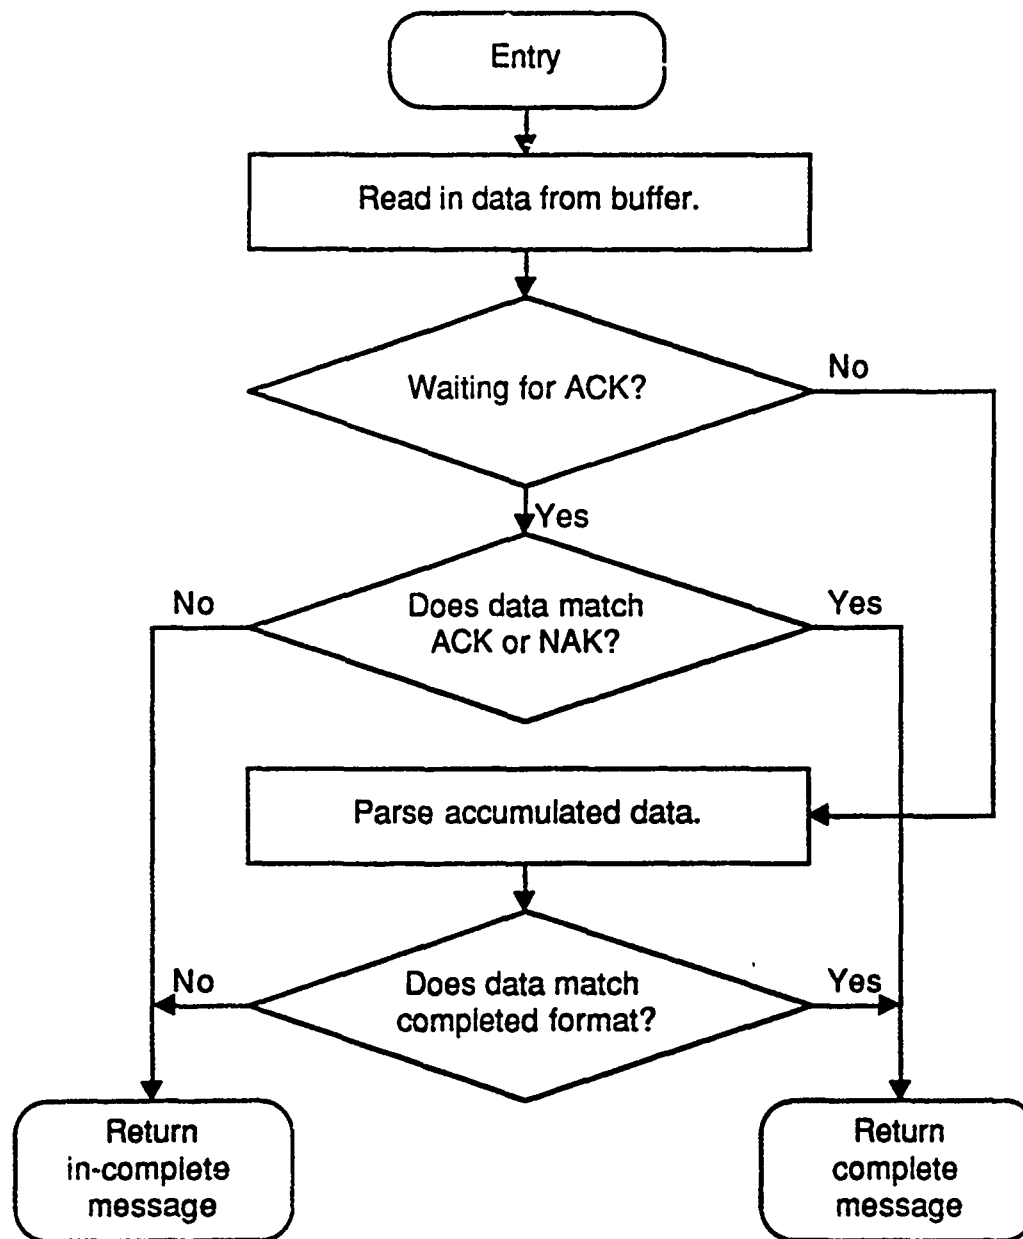 Entry
Read in data from buffer.
No
Waiting for ACK?
Yes
No
Does data match
Yes
ACK or NAK?
Parse accumulated data.
No
Does data match
Yes
completed format?
Return
in-complete
message
Return
complete
message